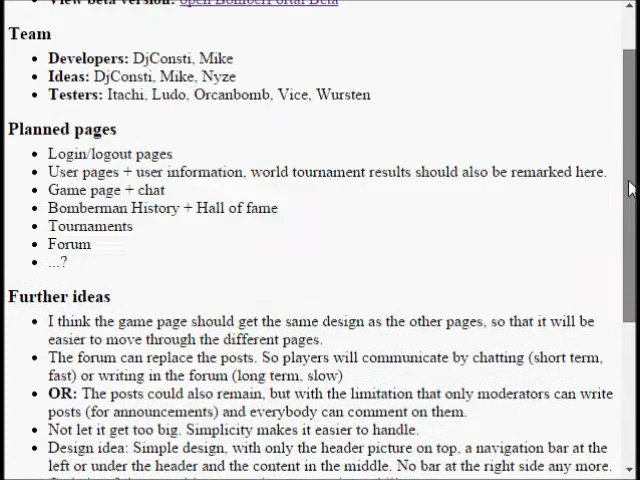 View beta version: open BomberPortal Beta
Team
Developers: DjConsti, Mike
Ideas: DjConsti, Mike, Nyze
Testers: Itachi, Ludo, Orcanbomb, Vice, Wursten
Planned pages
Login/logout pages
User pages + user information, world tournament results should also be remarked here.
Game page + chat
Bomberman History + Hall of fame
Tournaments
Forum
...?
Further ideas
I think the game page should get the same design as the other pages, so that it will be
easier to move through the different pages.
The forum can replace the posts. So players will communicate by chatting (short term,
fast) or writing in the forum (long term, slow)
OR: The posts could also remain, but with the limitation that only moderators can write
posts (for announcements) and everybody can comment on them.
Not let it get too big. Simplicity makes it easier to handle.
Design idea: Simple design, with only the header picture on top, a navigation bar at the
left or under the header and the content in the middle. No bar at the right side any more.